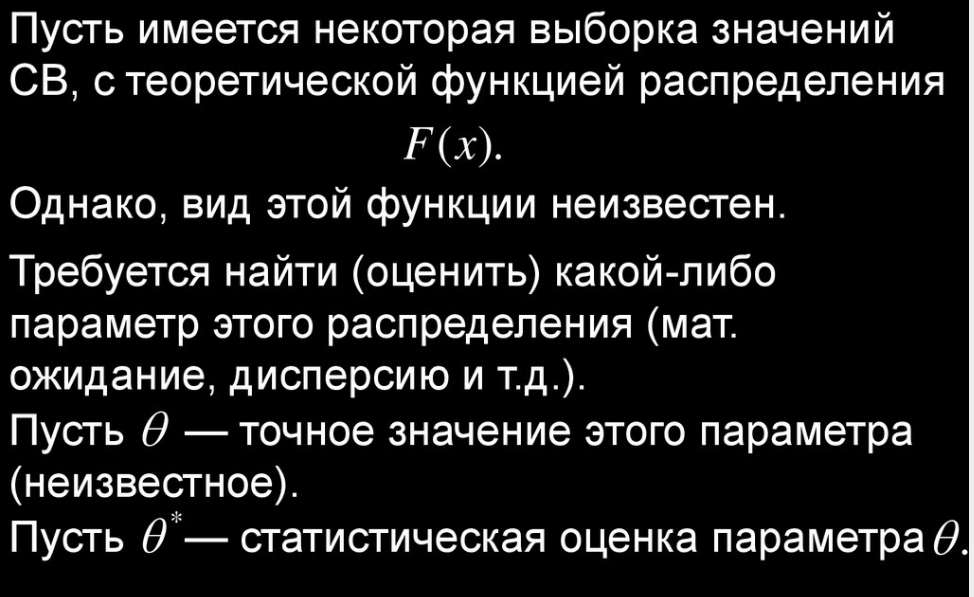 Пусть имеется некоторая выборка значений
СВ, с теоретической функцией распределения
F(x).
Однако, вид этой функции неизвестен.
Требуется найти (оценить) какой-либо
параметр этого распределения (мат.
ожидание, дисперсию и т.д.).
Пусть θ — точное значение этого параметра
(неизвестное).
Пусть θ* — статистическая оценка параметра θ.